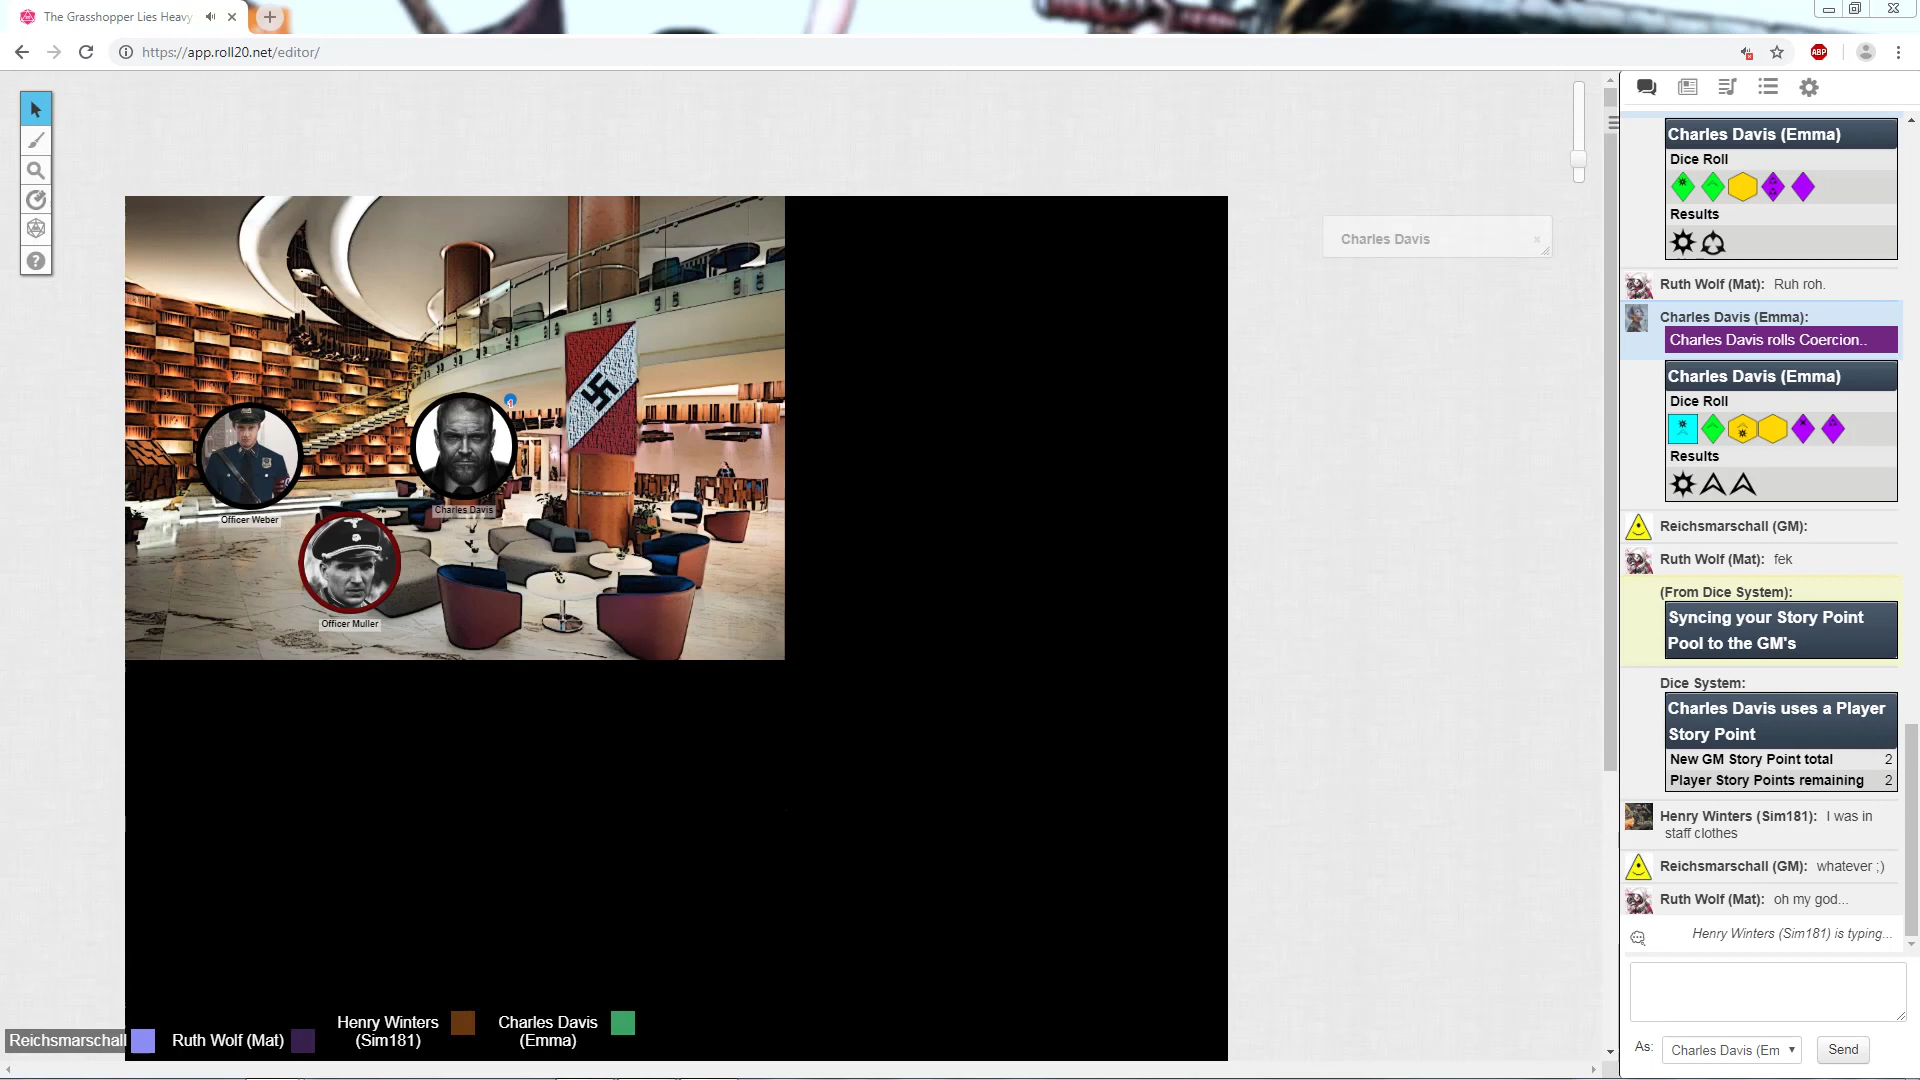 The Grasshopper Lies Heavy
https://app.roll20.net/editor/
ABP
Charles Davis
Officer Weber
Charles Davis
Officer Muller
Reichsmarschall
Ruth Wolf (Mat)
Henry Winters
(Sim181)
Charles Davis
(Emma)
Charles Davis (Emma)
Dice Roll
Results
Ruth Wolf (Mat): Ruh roh.
Charles Davis (Emma):
Charles Davis rolls Coercion..
Charles Davis (Emma)
Dice Roll
Results
Reichsmarschall (GM):
Ruth Wolf (Mat): fek
(From Dice System):
Syncing your Story Point
Pool to the GM's
Dice System:
Charles Davis uses a Player
Story Point
New GM Story Point total 2
Player Story Points remaining 2
Henry Winters (Sim181): I was in
staff clothes
Reichsmarschall (GM): whatever ;)
Ruth Wolf (Mat): oh my god...
Henry Winters (Sim181) is typing...
As: Charles Davis (Em Send